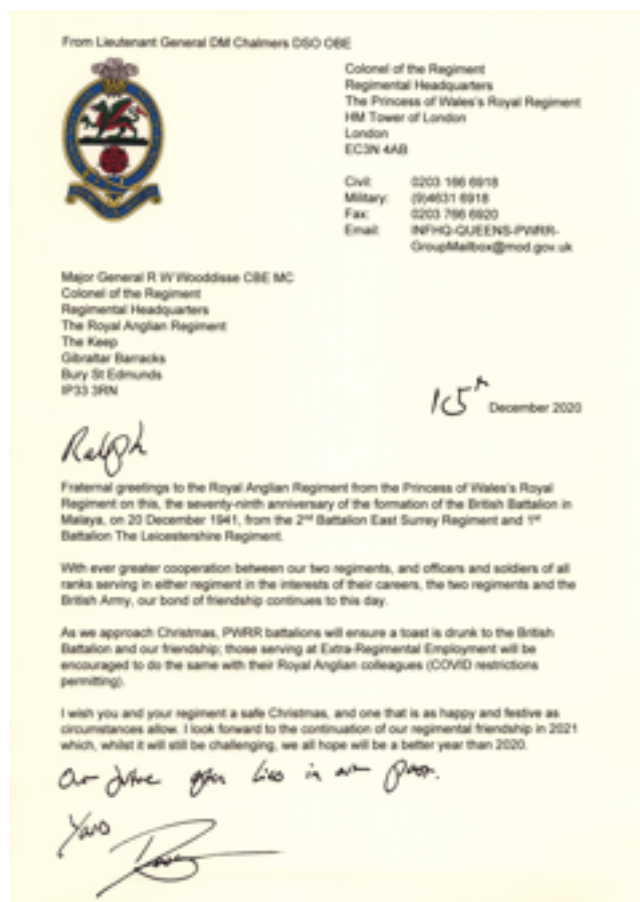 From Lieutenant General DM Chalmers DSO OBE
Colonel of the Regiment
Regimental Headquarters
The Princess of Wales's Royal Regiment
HM Tower of London
London
EC3N 4AB
Civil: 0203 166 6918
Military: (9)4631 6918
Fax: 0203 766 6920
Email: INFHQ-QUEENS-PWRR-
GroupMailbox@mod.gov.uk
Major General R W Wooddisse CBE MC
Colonel of the Regiment
Regimental Headquarters
The Royal Anglian Regiment
The Keep
Gibraltar Barracks
Bury St Edmunds
IP33 3RN
15th December 2020
Ralph
Fraternal greetings to the Royal Anglian Regiment from the Princess of Wales's Royal
Regiment on this, the seventy-ninth anniversary of the formation of the British Battalion in
Malaya, on 20 December 1941, from the 2nd Battalion East Surrey Regiment and 1st
Battalion The Leicestershire Regiment.
With ever greater cooperation between our two regiments, and officers and soldiers of all
ranks serving in either regiment in the interests of their careers, the two regiments and the
British Army, our bond of friendship continues to this day.
As we approach Christmas, PWRR battalions will ensure a toast is drunk to the British
Battalion and our friendship; those serving at Extra-Regimental Employment will be
encouraged to do the same with their Royal Anglian colleagues (COVID restrictions
permitting).
I wish you and your regiment a safe Christmas, and one that is as happy and festive as
circumstances allow. I look forward to the continuation of our regimental friendship in 2021
which, whilst it will still be challenging, we all hope will be a better year than 2020.
Our future often lies in our past.
Yours